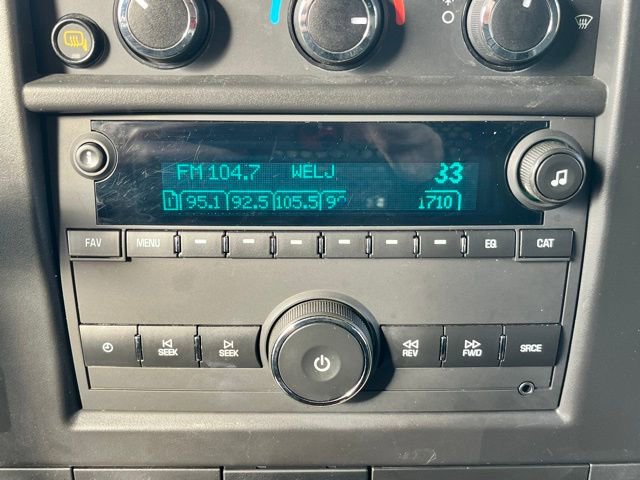 FM 104.7 WELJ 33
1 95.1 92.5 105.5 1710
FAV MENU EQ CAT
SEEK SEEK REV FWD SRCE